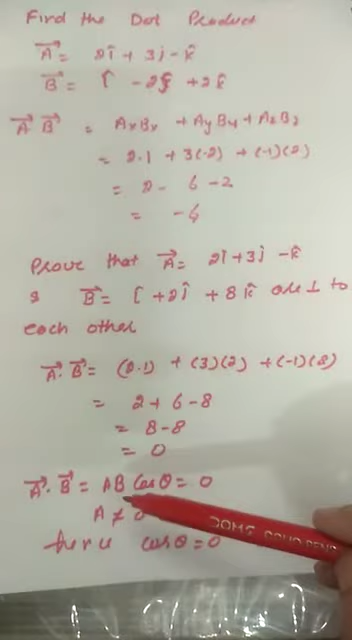 Find the Dot Product
A⃗ = 2î + 3ĵ - k̂
B⃗ = î - 2ĵ + 2k̂
A⃗ B⃗ = AxBx + AyBy + AzBz
= 2.1 + 3(-2) + (-1)(2)
= 2 - 6 - 2
= -6
Prove that A⃗ = 2î + 3ĵ - k̂
& B⃗ = î + 2ĵ + 8k̂ are ⊥ to
each other
A⃗. B⃗ = (2.1) + (3)(2) + (-1)(8)
= 2 + 6 - 8
= 8 - 8
= 0
A⃗. B⃗ = AB Cosθ = 0
A ≠ 0
hence cosθ = 0